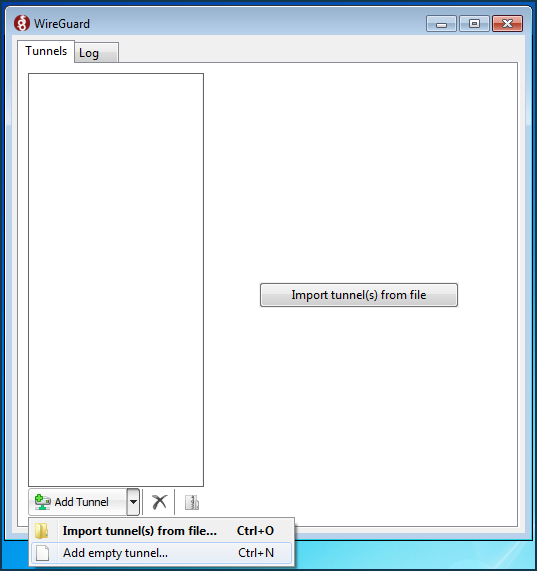 WireGuard
Tunnels Log
Import tunnel(s) from file
Add Tunnel
Import tunnel(s) from file... Ctrl+O
Add empty tunnel... Ctrl+N